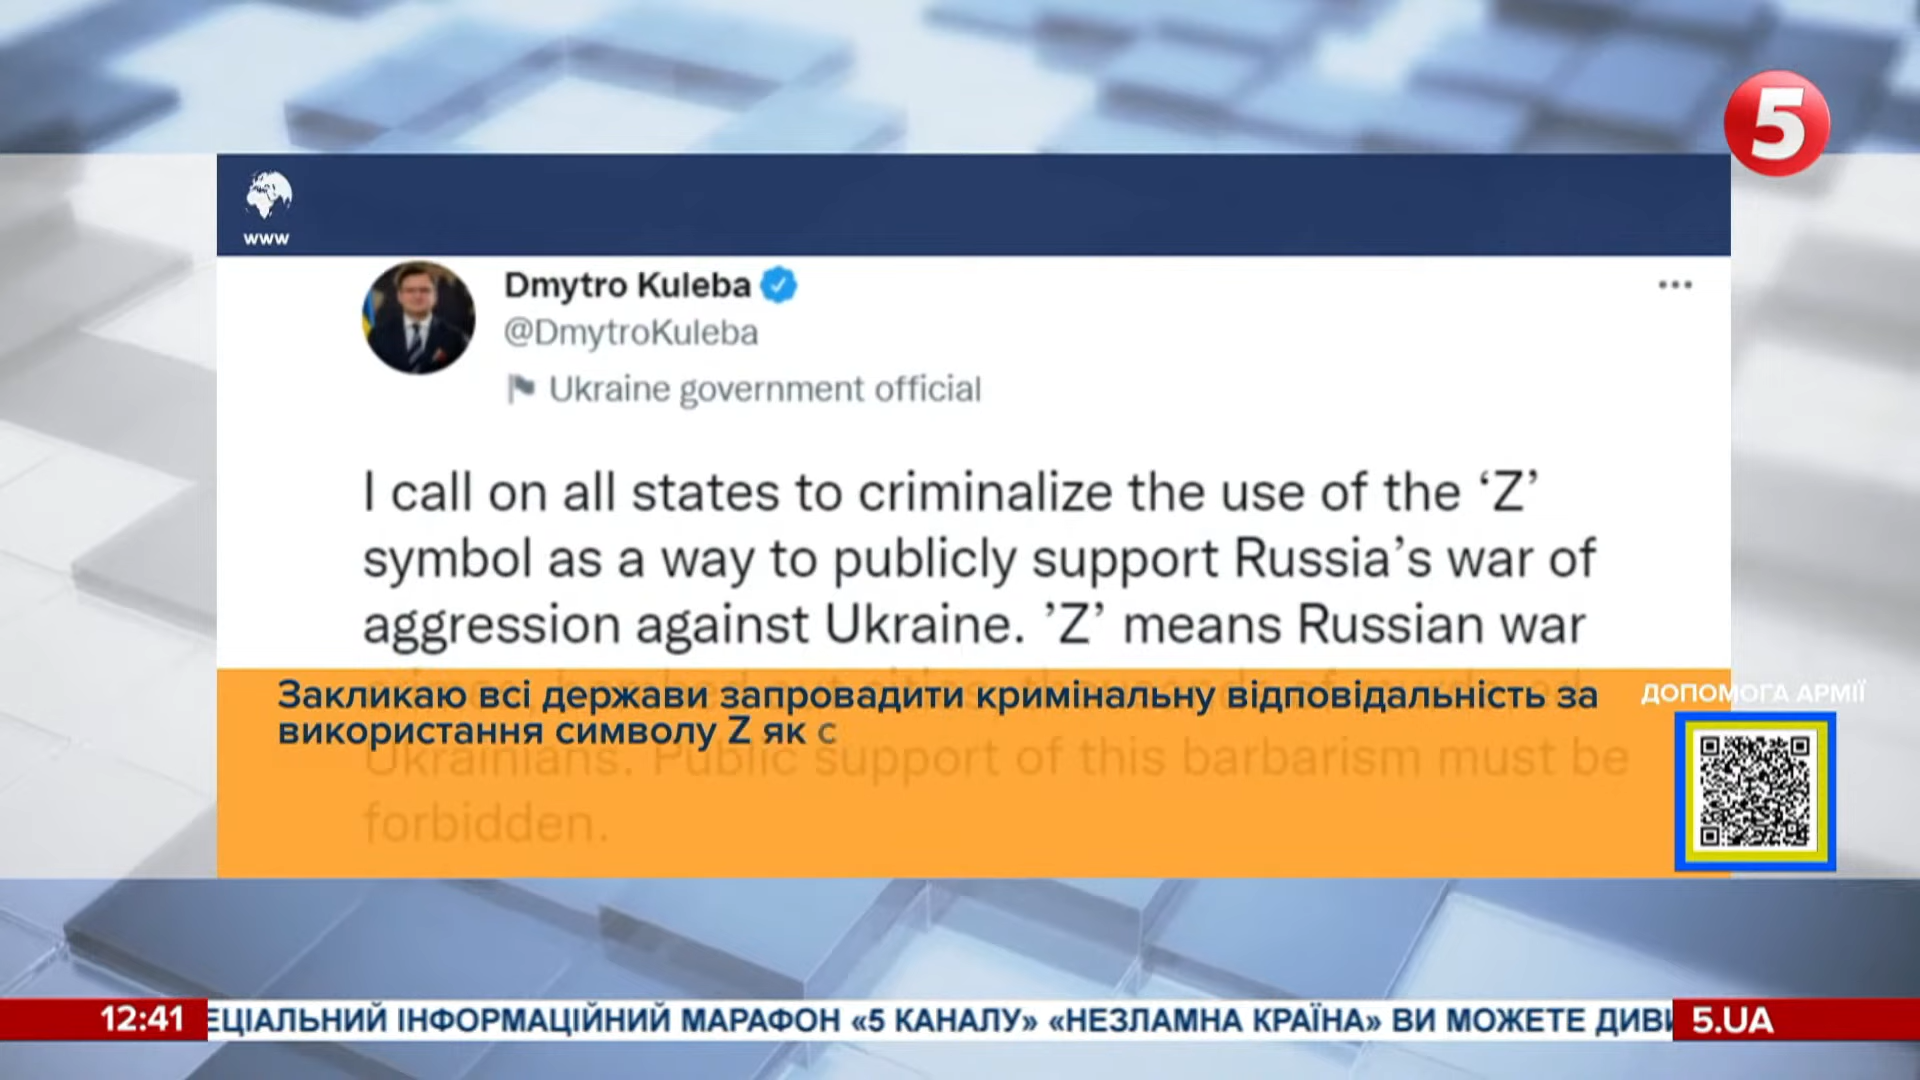 5
www
Dmytro Kuleba
@DmytroKuleba
Ukraine government official
I call on all states to criminalize the use of the ‘Z’
symbol as a way to publicly support Russia’s war of
aggression against Ukraine. ’Z’ means Russian war
Закликаю всі держави запровадити кримінальну відповідальність за
використання символу Z як с
Ukrainians. Public support of this barbarism must be
forbidden.
ДОПОМОГА АРМІЇ
12:41 ЕЦІАЛЬНИЙ ІНФОРМАЦІЙНИЙ МАРАФОН «5 КАНАЛУ» «НЕЗЛАМНА КРАЇНА» ВИ МОЖЕТЕ ДИВИ 5.UA